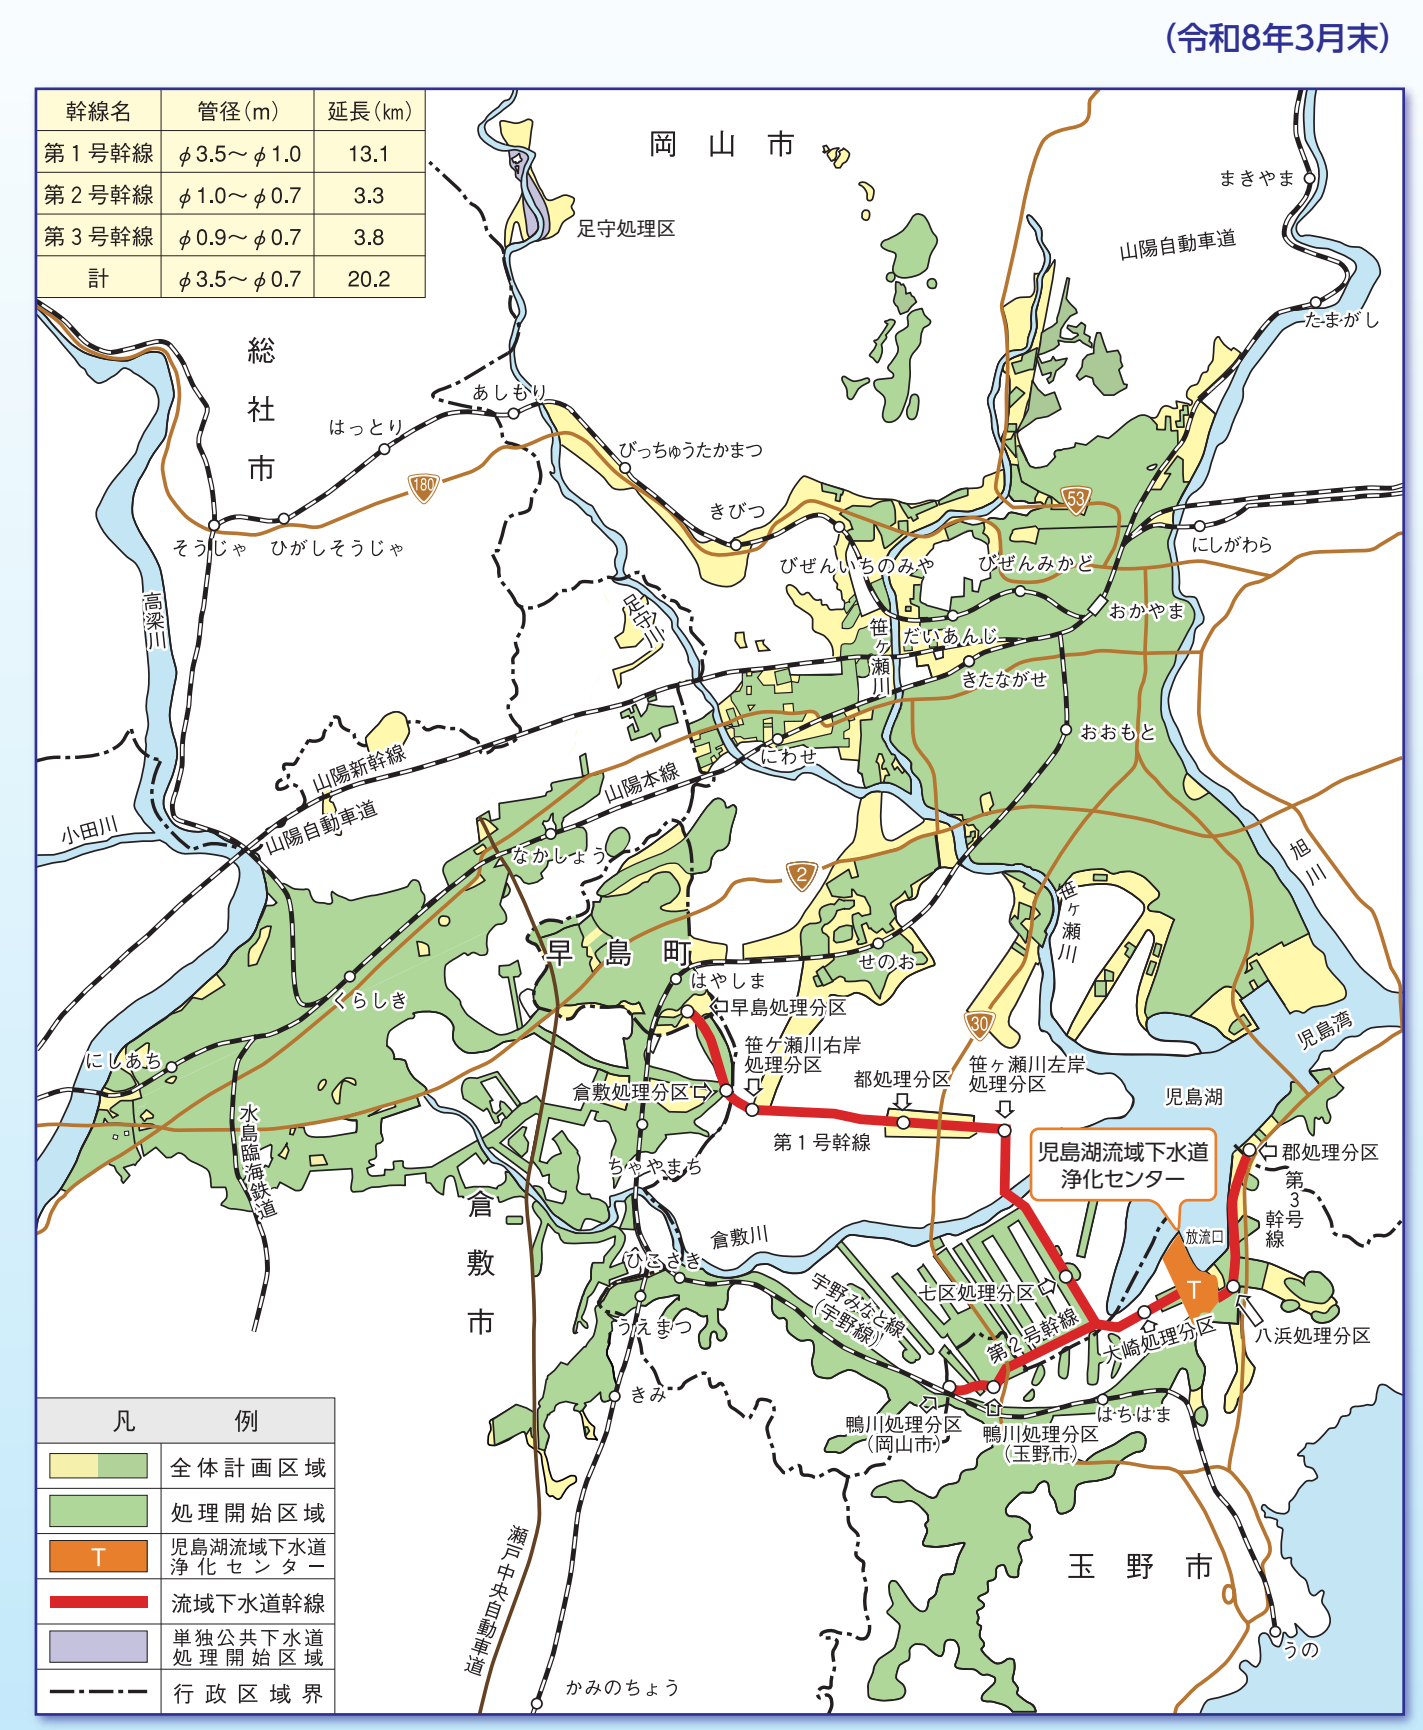 (令和8年3月末)
幹線名 管径(m) 延長(km)
第1号幹線 φ3.5～φ1.0 13.1
第2号幹線 φ1.0～φ0.7 3.3
第3号幹線 φ0.9～φ0.7 3.8
計 φ3.5～φ0.7 20.2
岡山市
まきやま
足守処理区
山陽自動車道
たまがし
総社市
あしもり
はっとり
びっちゅうたかまつ
180
53
きびつ
そうじゃ
ひがしそうじゃ
にしがわら
びぜんいちのみや
びぜんみかど
高梁川
足守川
おかやま
笹ヶ瀬川
だいあんじ
きたながせ
おおもと
にわせ
山陽新幹線
山陽本線
山陽自動車道
小田川
なかしょう
2
旭川
笹ヶ瀬川
早島町
せのお
はやしま
くらしき
早島処理分区
30
児島湾
にしあち
笹ケ瀬川右岸
処理分区
笹ヶ瀬川左岸
処理分区
都処理分区
倉敷処理分区
児島湖
水島臨海鉄道
第1号幹線
児島湖流域下水道
浄化センター
郡処理分区
ちゃやまち
第3号幹線
倉敷市
倉敷川
放流口
ひこさき
宇野みなと線
(宇野線)
七区処理分区
T
うえまつ
第2号幹線
大崎処理分区
八浜処理分区
きみ
はちはま
鴨川処理分区
(岡山市)
鴨川処理分区
(玉野市)
凡例
全体計画区域
処理開始区域
T
児島湖流域下水道
浄化センター
流域下水道幹線
単独公共下水道
処理開始区域
行政区域界
瀬戸中央自動車道
玉野市
うの
かみのちょう